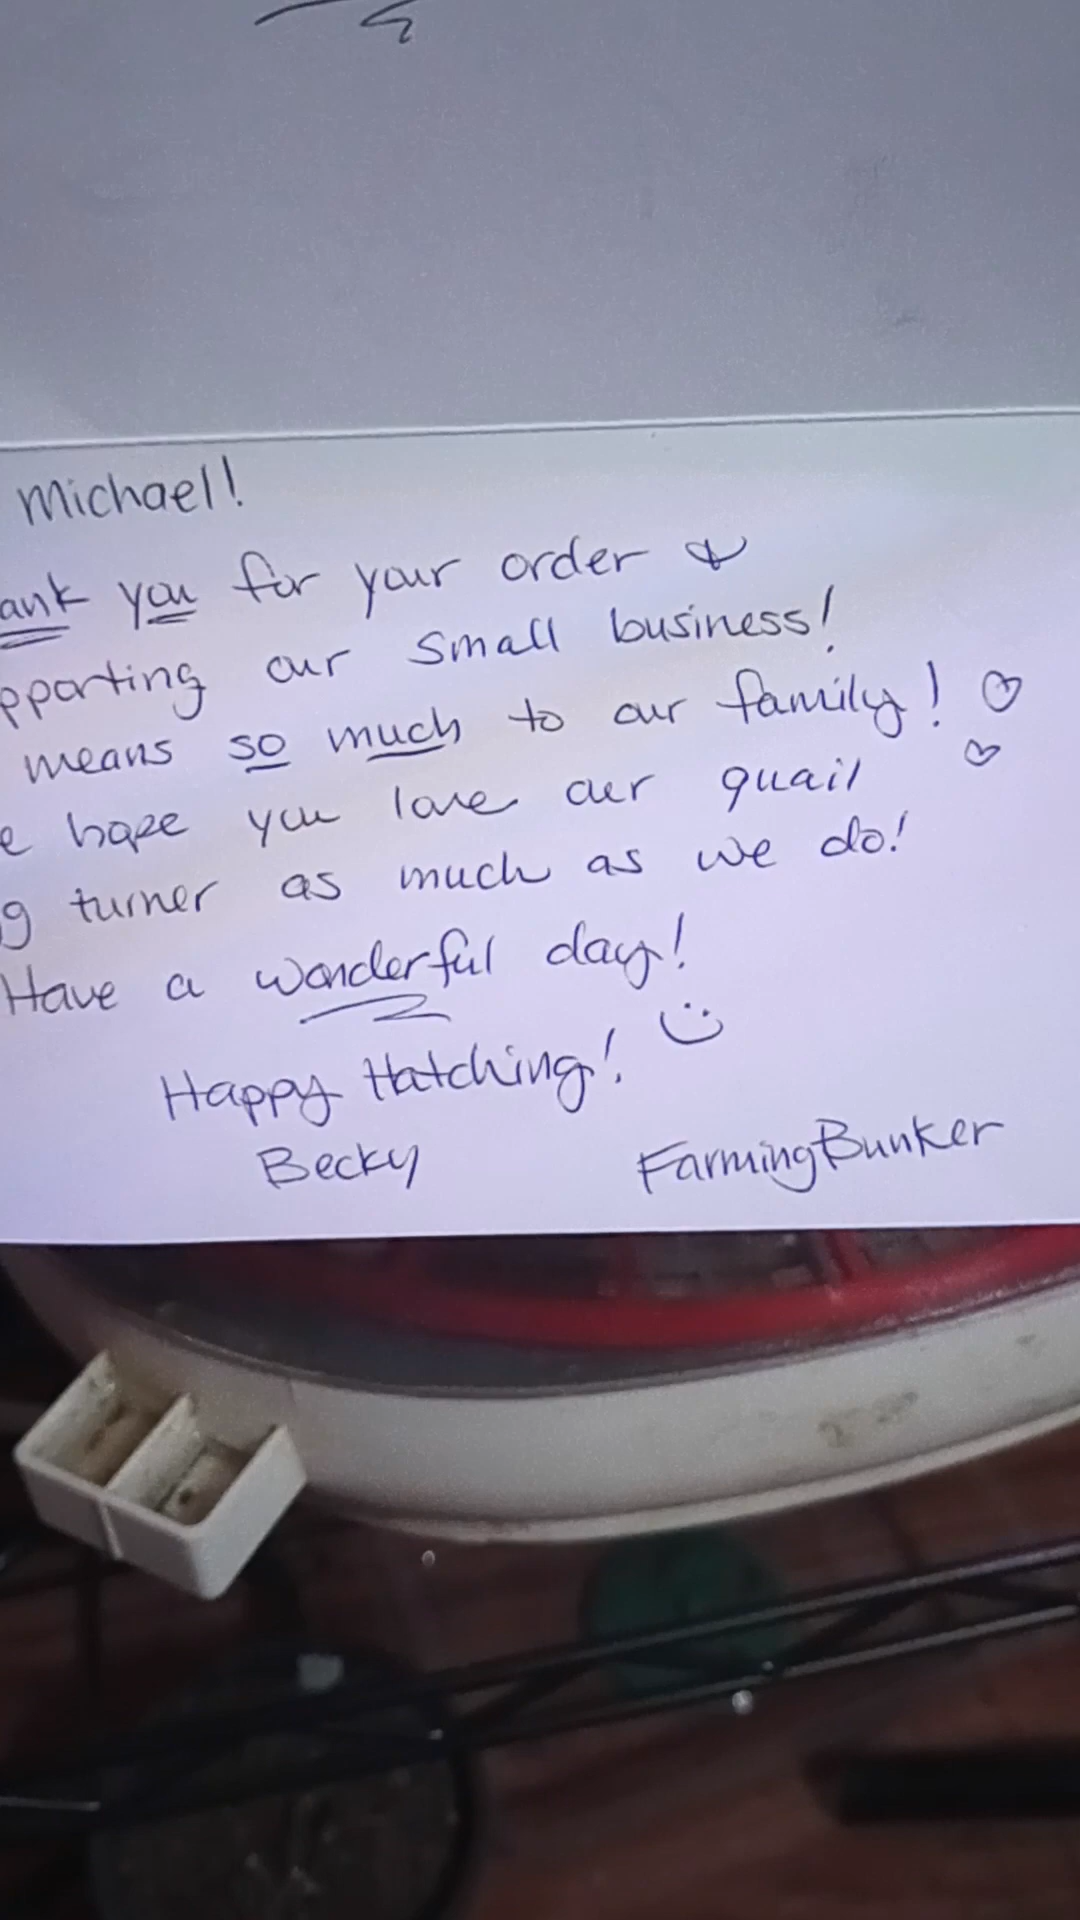 Michael!
ank you for your order &
pporting our small business!
means so much to our family! ♡
e hope you love our quail ♡
g turner as much as we do!
Have a wonderful day!
Happy Hatching! :)
Becky FarmingBunker